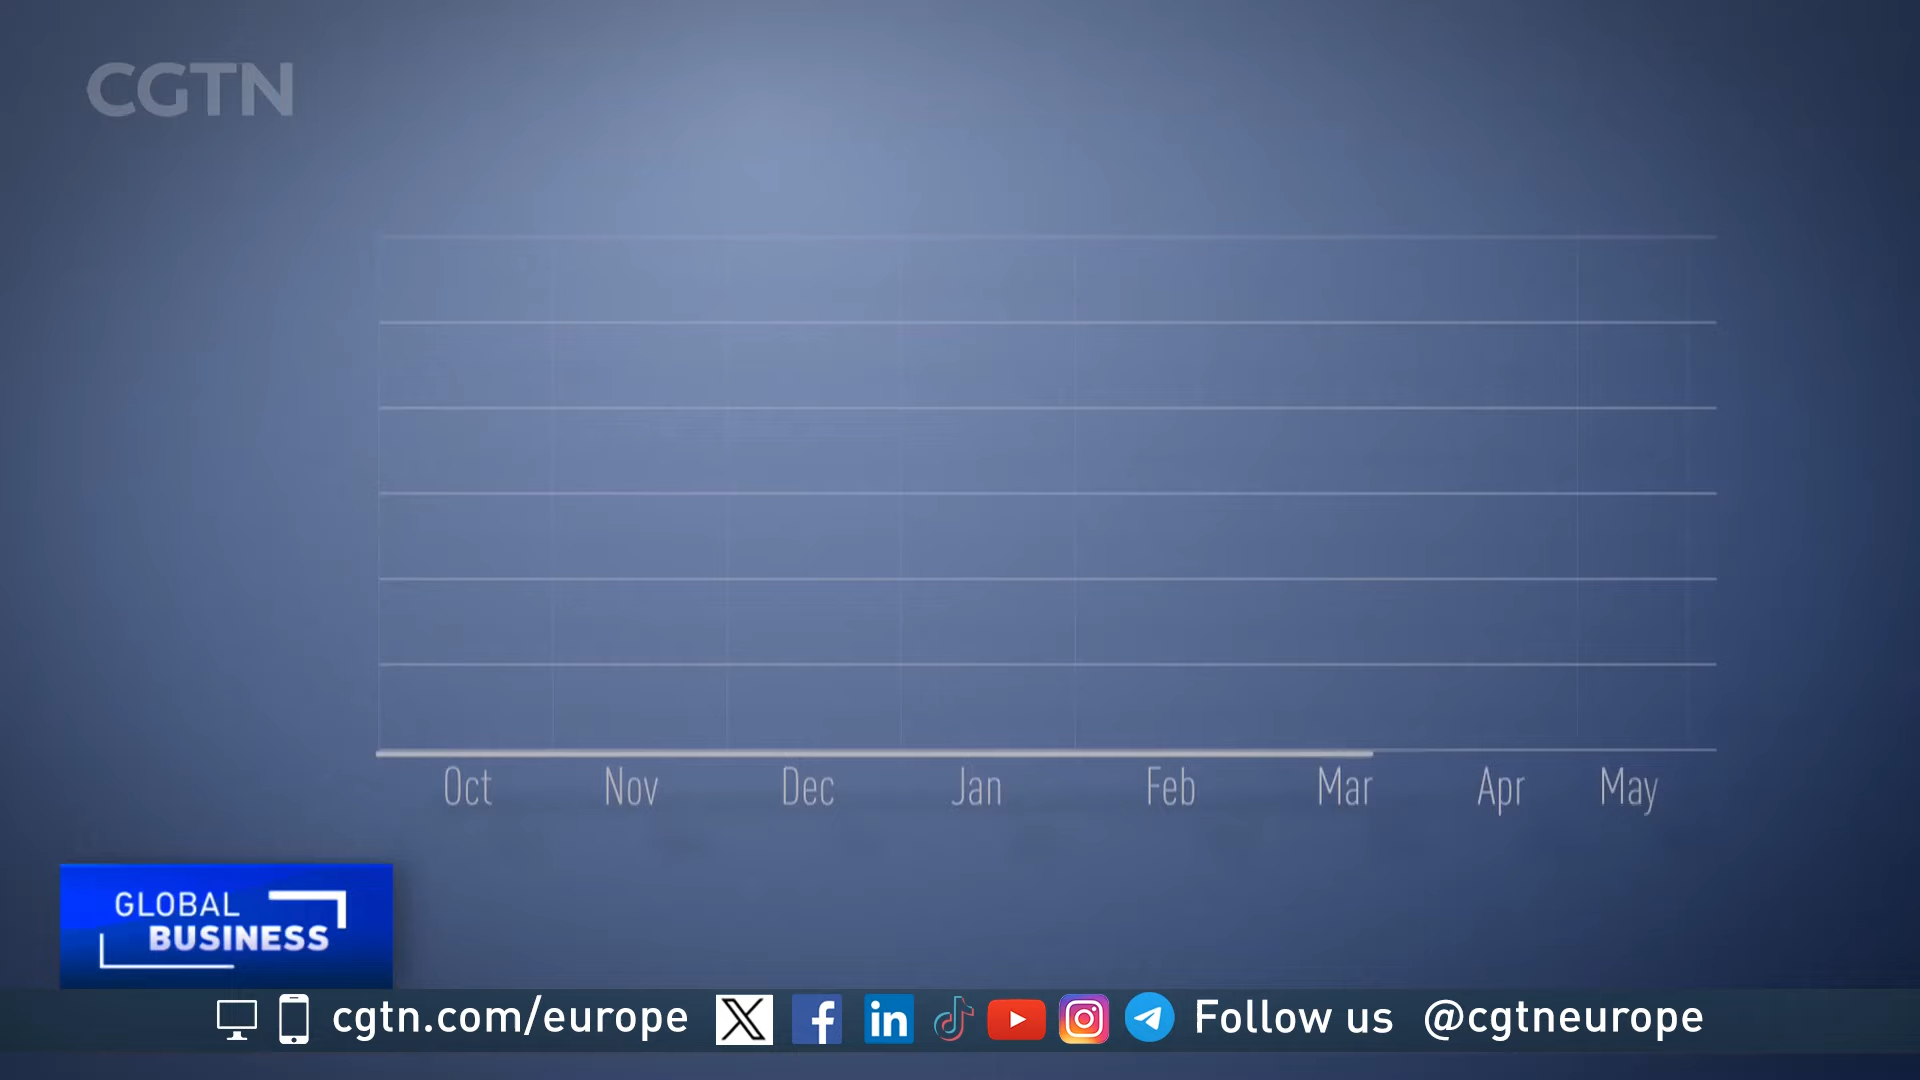 CGTN
Oct Nov Dec Jan Feb Mar Apr May
GLOBAL
BUSINESS
cgtn.com/europe Follow us @cgtneurope